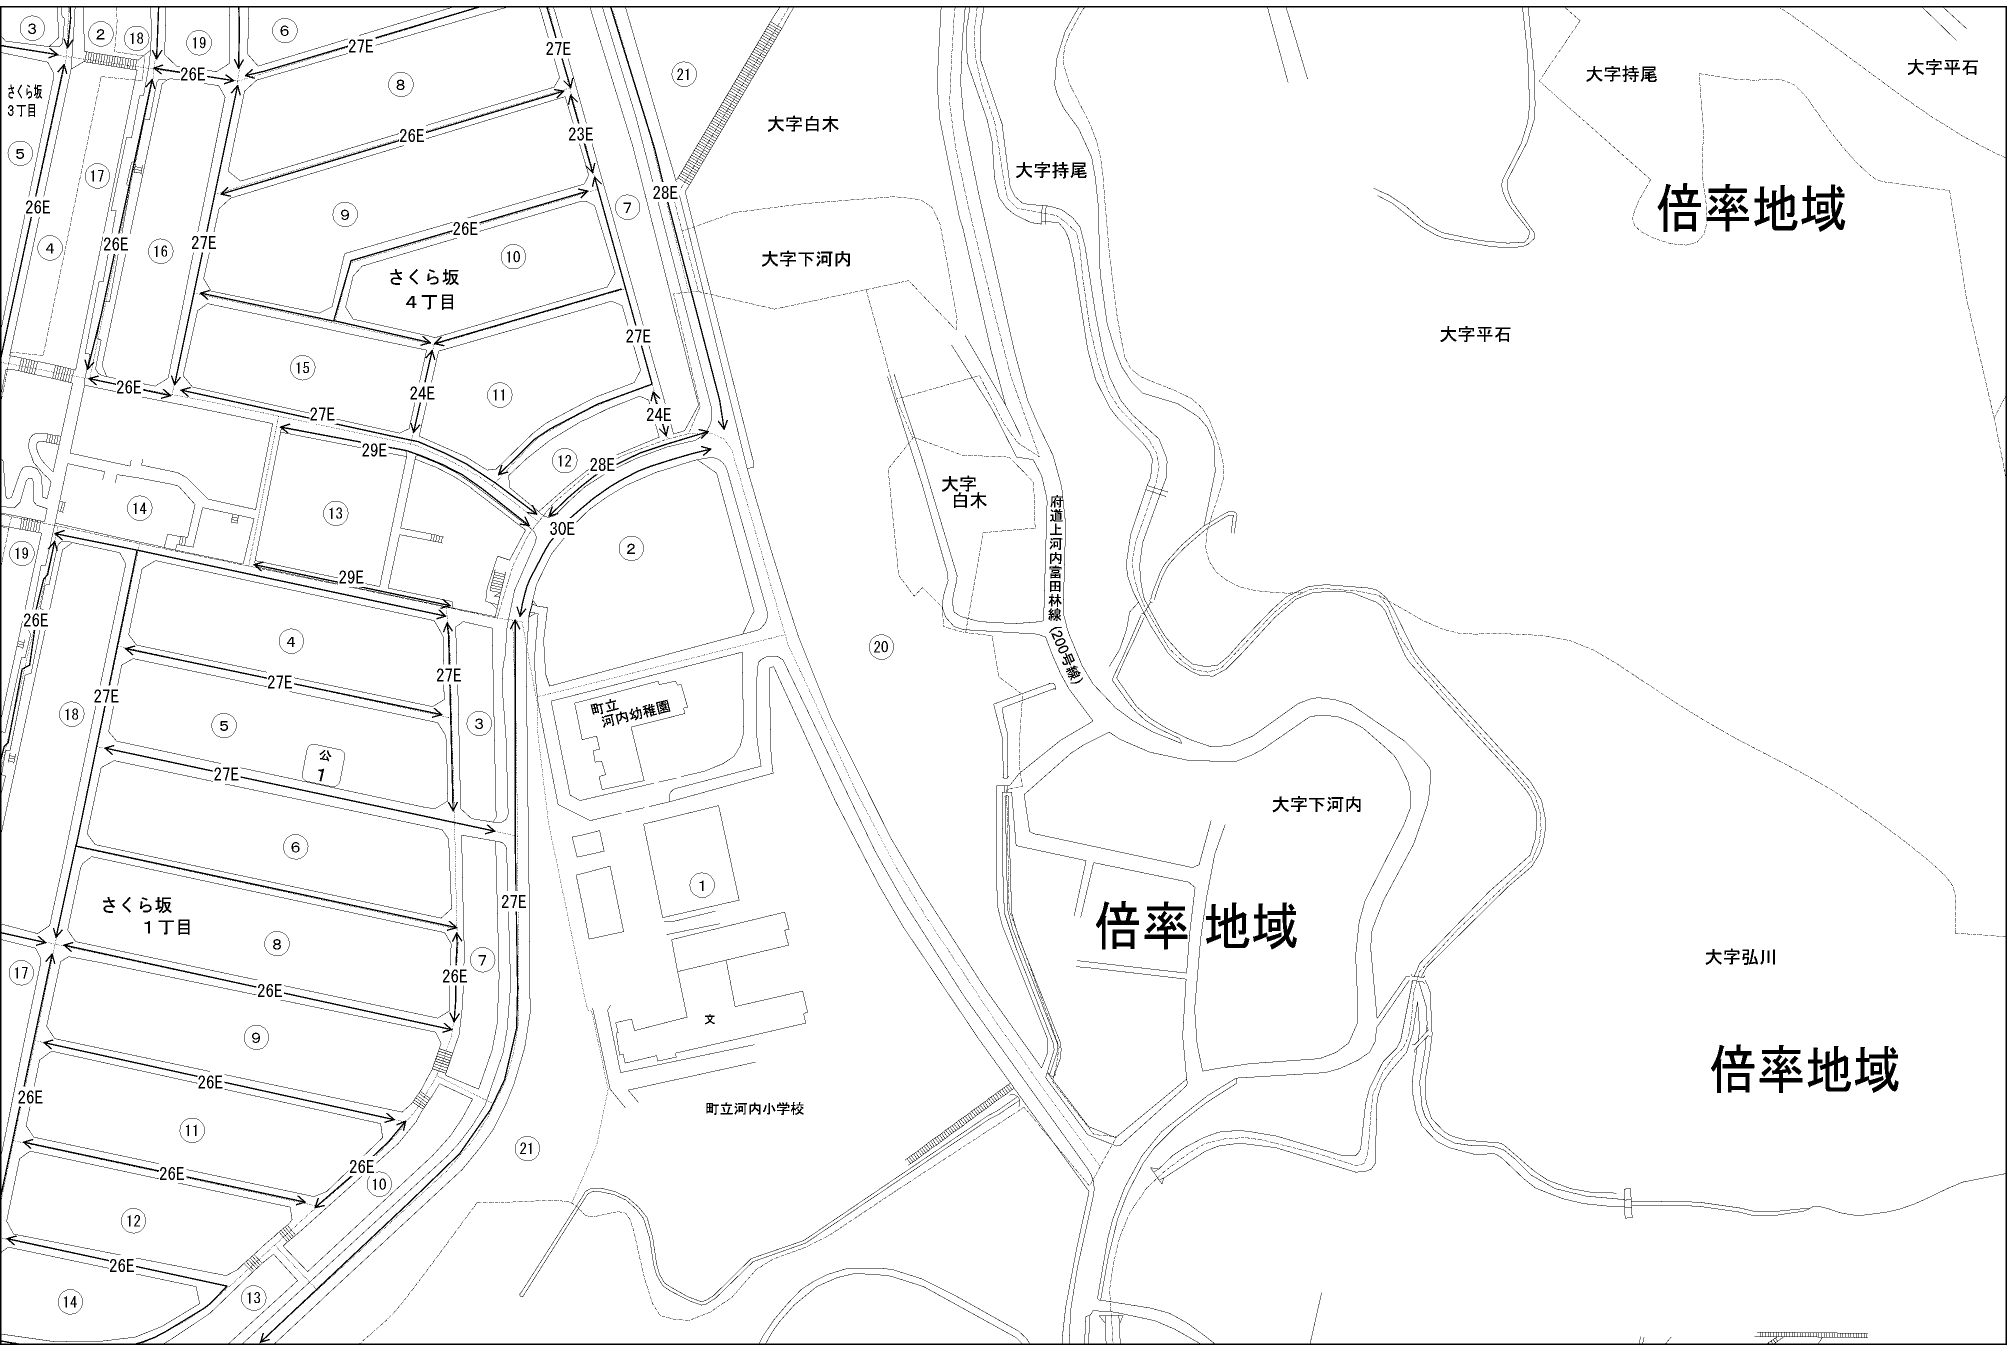 3
2
18
19
6
27E
27E
21
26E
8
大字持尾
大字平石
さくら坂
3丁目
大字白木
26E
23E
5
17
大字持尾
28E
倍率地域
26E
9
7
26E
4
26E
16
27E
10
大字下河内
さくら坂
4丁目
27E
大字平石
15
26E
24E
11
27E
24E
29E
12
28E
14
13
30E
大字
白木
2
19
29E
府道上河内富田林線(200号線)
26E
4
20
27E
27E
27E
18
5
3
町立
河内幼稚園
公
1
27E
大字下河内
6
1
27E
さくら坂
1丁目
倍率地域
8
7
大字弘川
17
26E
26E
文
9
倍率地域
26E
26E
町立河内小学校
11
21
26E
26E
10
12
26E
13
14